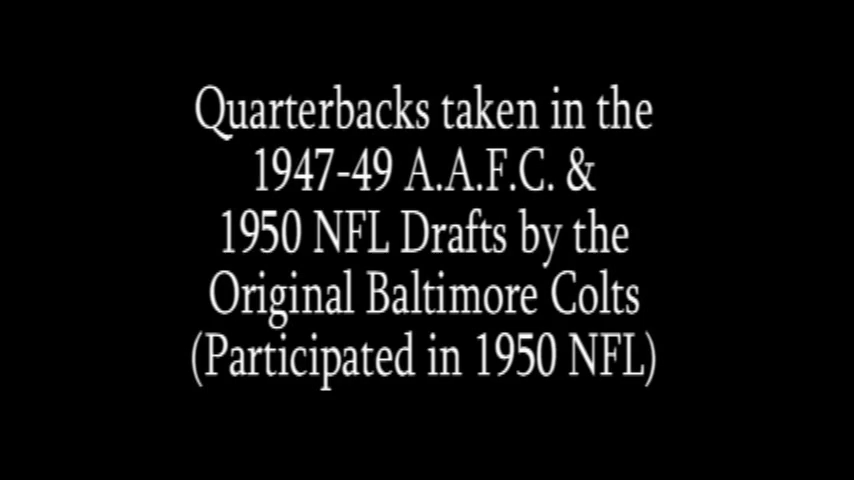 Quarterbacks taken in the
1947-49 A.A.F.C. &
1950 NFL Drafts by the
Original Baltimore Colts
(Participated in 1950 NFL)